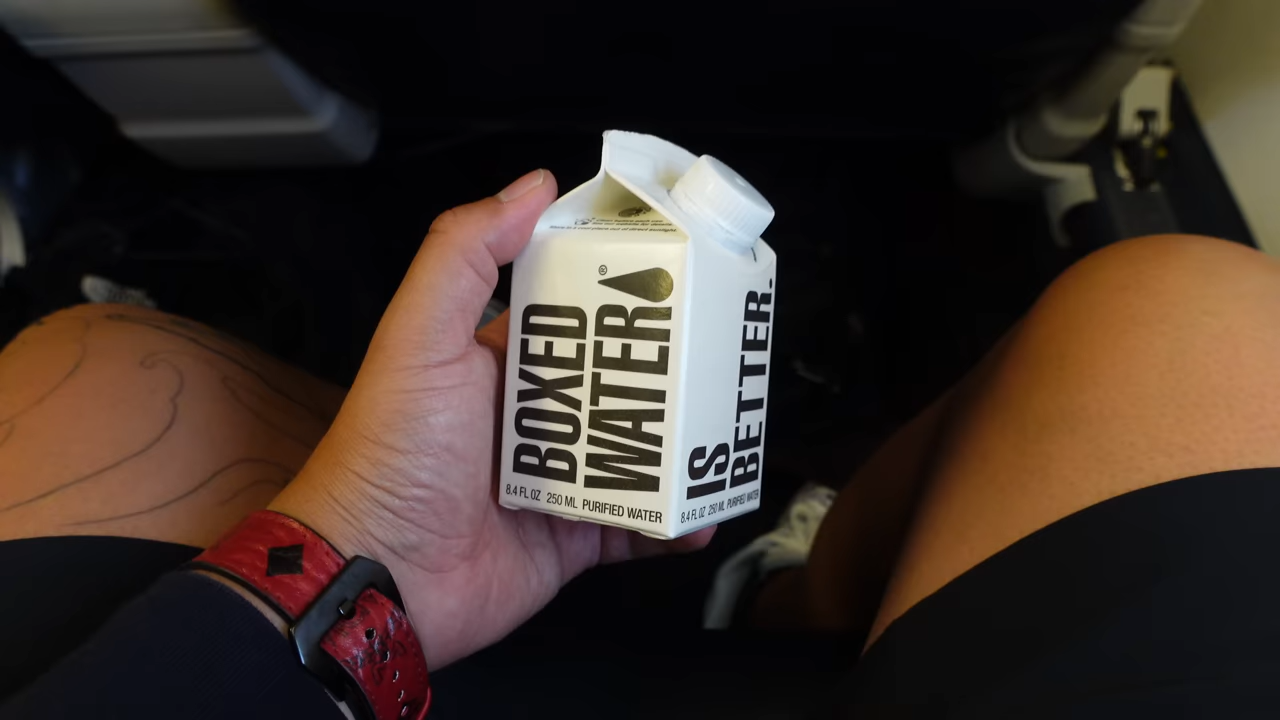 BOXED
WATER
®
8.4 FL OZ 250 ML PURIFIED WATER
IS
BETTER.
8.4 FL OZ 250 ML PURIFIED WATER